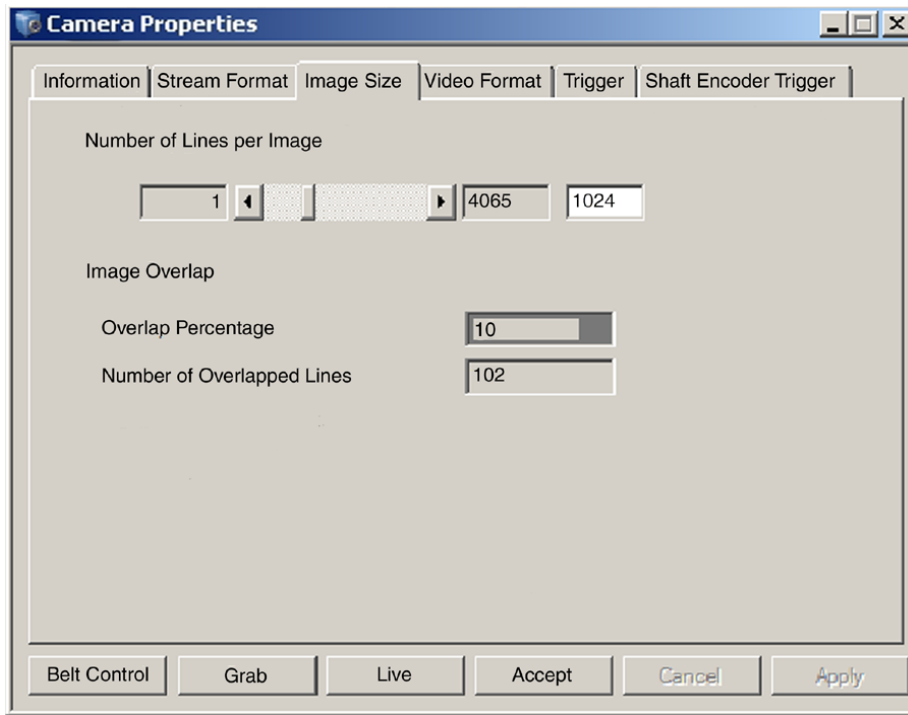 Camera Properties
Information Stream Format Image Size Video Format Trigger Shaft Encoder Trigger
Number of Lines per Image
1 4065 1024
Image Overlap
Overlap Percentage 10
Number of Overlapped Lines 102
Belt Control Grab Live Accept Cancel Apply